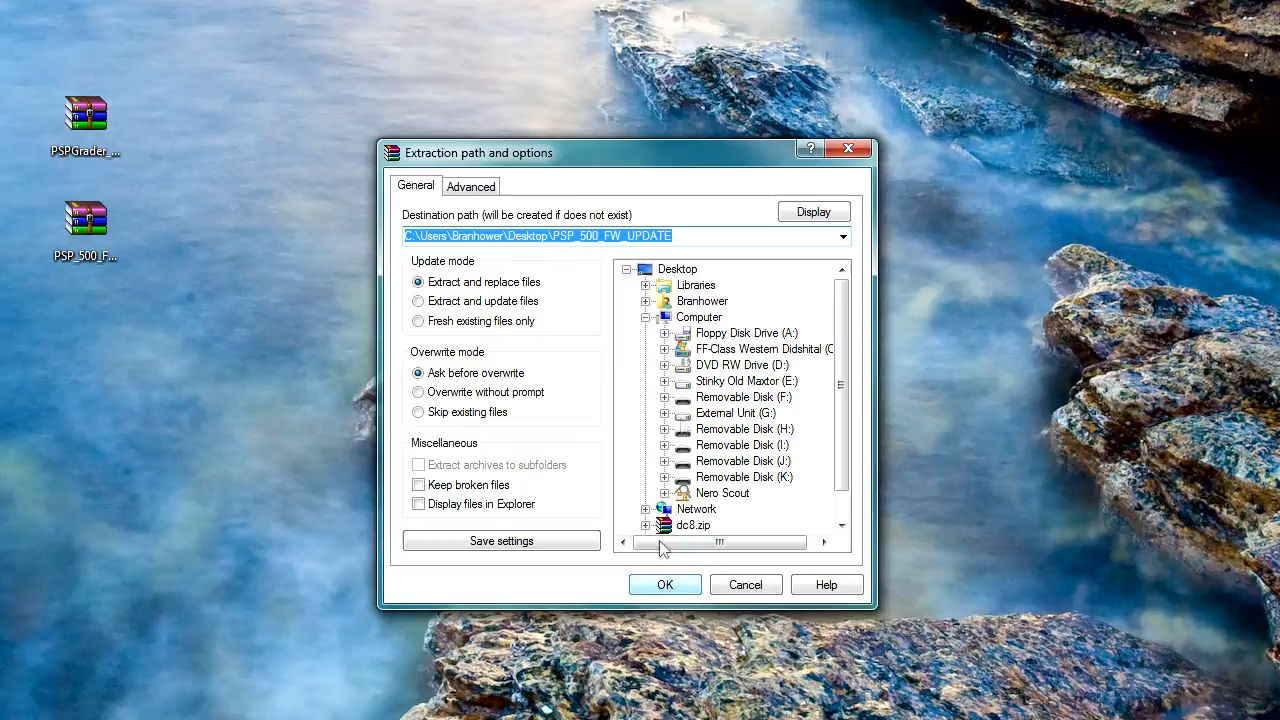 PSPGrader_...
PSP_500_F...
Extraction path and options
?
General
Advanced
Destination path (will be created if does not exist)
Display
C:\Users\Branhower\Desktop\PSP_500_FW_UPDATE
Update mode
Extract and replace files
Extract and update files
Fresh existing files only
Overwrite mode
Ask before overwrite
Overwrite without prompt
Skip existing files
Miscellaneous
Extract archives to subfolders
Keep broken files
Display files in Explorer
Save settings
Desktop
Libraries
Branhower
Computer
Floppy Disk Drive (A:)
FF-Class Western Didshital (C
DVD RW Drive (D:)
Stinky Old Maxtor (E:)
Removable Disk (F:)
External Unit (G:)
Removable Disk (H:)
Removable Disk (I:)
Removable Disk (J:)
Removable Disk (K:)
Nero Scout
Network
dc8.zip
OK
Cancel
Help